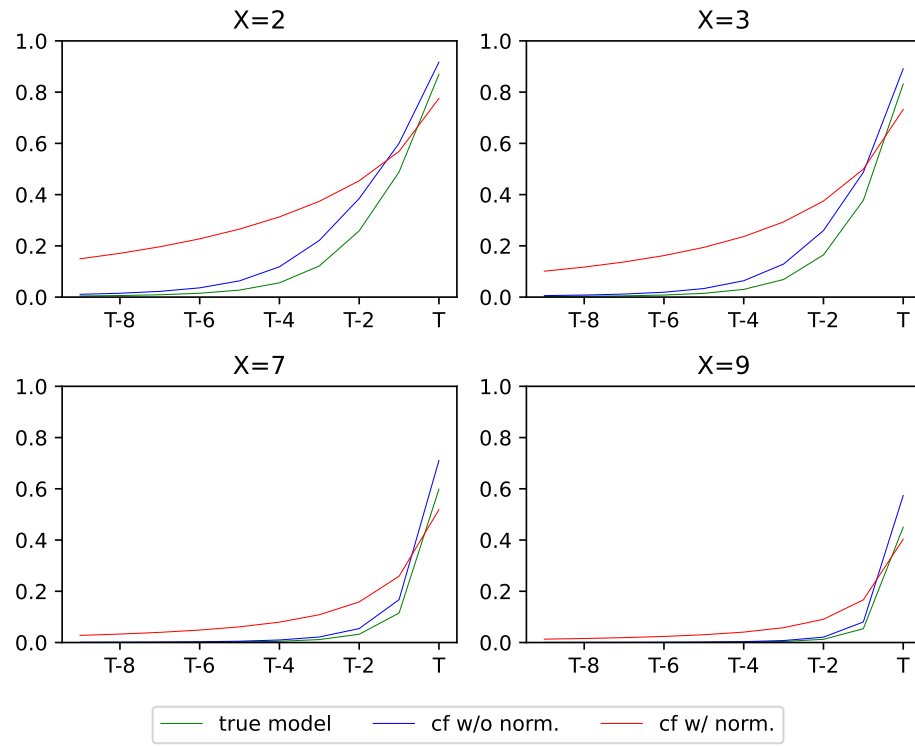 X=2 X=3
1.0 1.0
0.8 0.8
0.6 0.6
0.4 0.4
0.2 0.2
0.0 0.0
T-8 T-6 T-4 T-2 T T-8 T-6 T-4 T-2 T
X=7 X=9
1.0 1.0
0.8 0.8
0.6 0.6
0.4 0.4
0.2 0.2
0.0 0.0
T-8 T-6 T-4 T-2 T T-8 T-6 T-4 T-2 T
true model cf w/o norm. cf w/ norm.